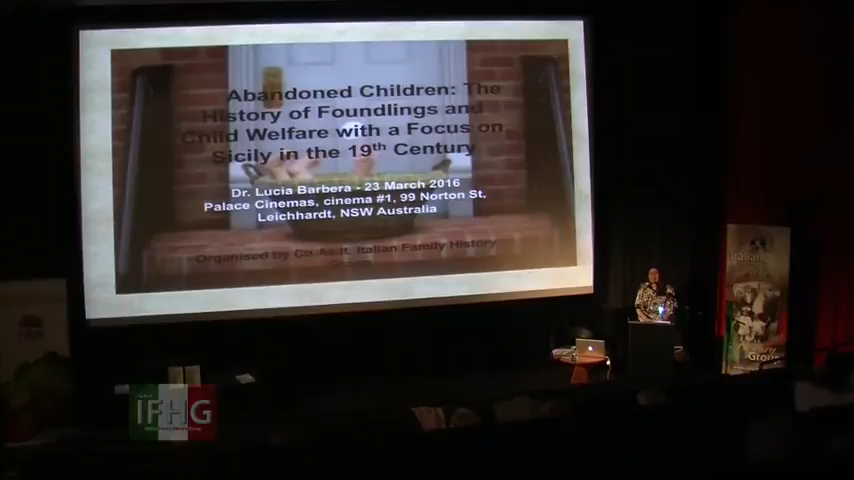 Abandoned Children: The
History of Foundlings and
Child Welfare with a Focus on
Sicily in the 19th Century,
Dr. Lucia Barbera - 23 March 2016
Palace Cinemas, cinema #1, 99 Norton St,
Leichhardt, NSW Australia
Organised by Co.As.It. Italian Family History
Italian
Group
IFHG